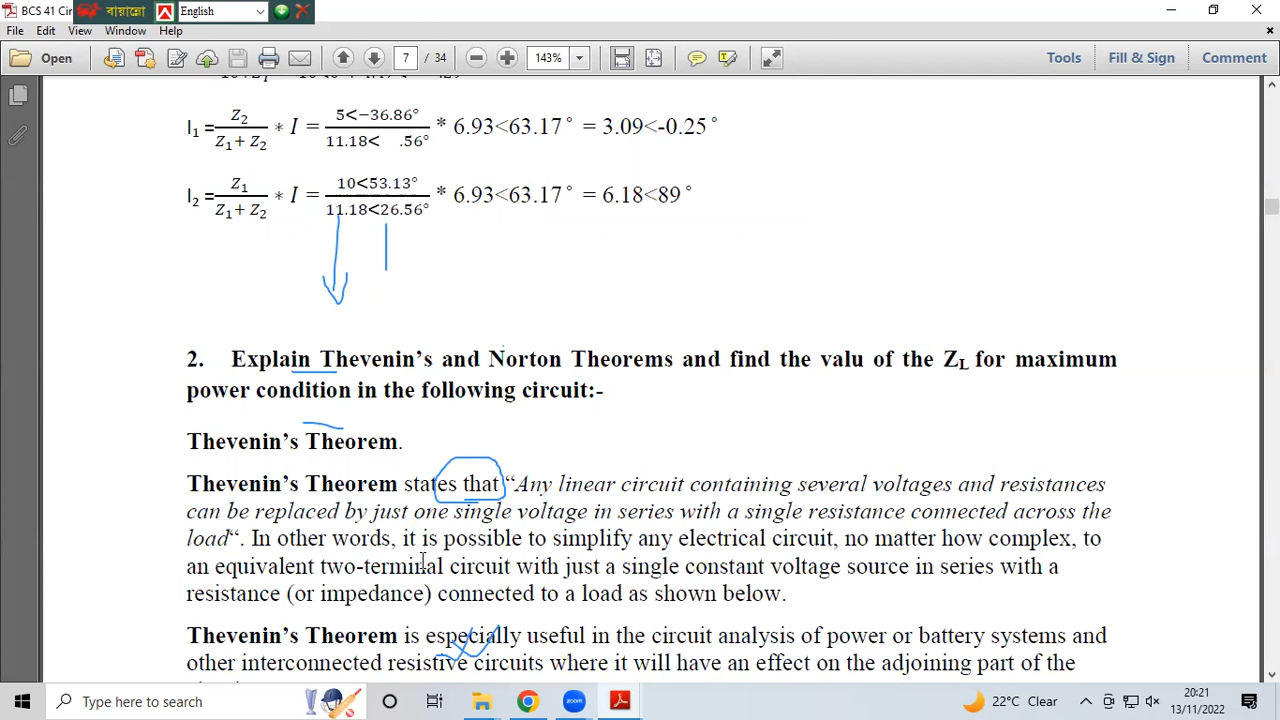 BCS 41 Cir
বায়ান্নো
English
File Edit View Window Help
Open
7 / 34
143%
Tools Fill & Sign Comment
I₁ = Z₂ / (Z₁+ Z₂) * I = 5<−36.86° / 11.18< .56° * 6.93<63.17° = 3.09<-0.25°
I₂ = Z₁ / (Z₁+ Z₂) * I = 10<53.13° / 11.18<26.56° * 6.93<63.17° = 6.18<89°
2. Explain Thevenin’s and Norton Theorems and find the valu of the Z_L for maximum
power condition in the following circuit:-
Thevenin’s Theorem.
Thevenin’s Theorem states that “Any linear circuit containing several voltages and resistances
can be replaced by just one single voltage in series with a single resistance connected across the
load“. In other words, it is possible to simplify any electrical circuit, no matter how complex, to
an equivalent two-terminal circuit with just a single constant voltage source in series with a
resistance (or impedance) connected to a load as shown below.
Thevenin’s Theorem is especially useful in the circuit analysis of power or battery systems and
other interconnected resistive circuits where it will have an effect on the adjoining part of the
Type here to search
zoom
22°C Clear
20:21
13/11/2022